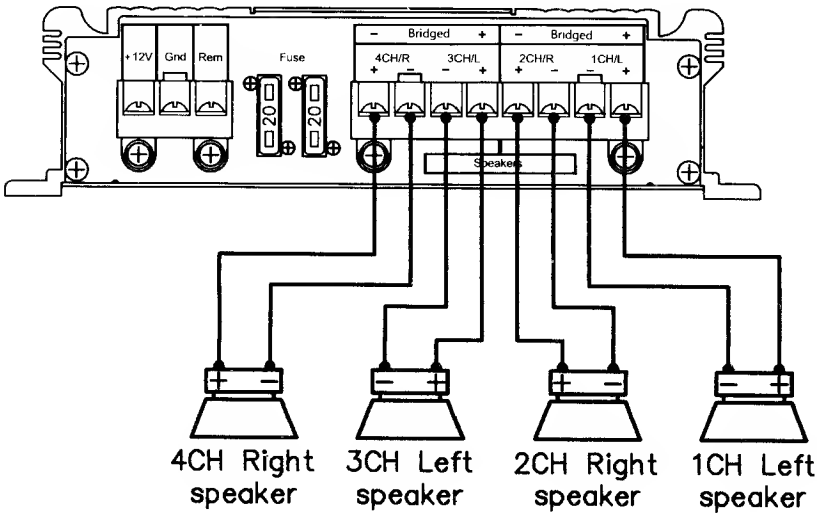 - Bridged + - Bridged +
+12V Gnd Rem Fuse 4CH/R 3CH/L 2CH/R 1CH/L
+ - - + + - - +
20 20
Speakers
+ - - + + - - +
4CH Right speaker
3CH Left speaker
2CH Right speaker
1CH Left speaker